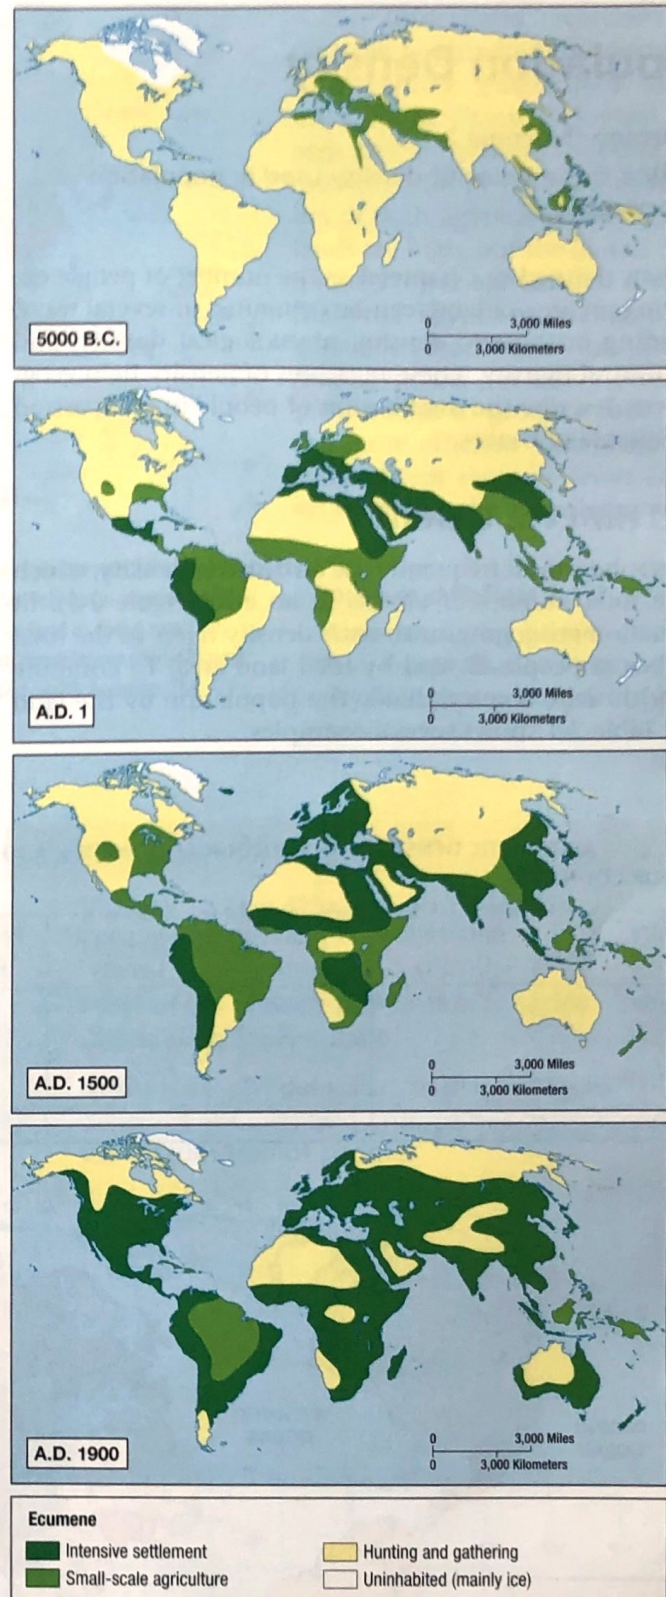 0 3,000 Miles
0 3,000 Kilometers
5000 B.C.
0 3,000 Miles
0 3,000 Kilometers
A.D. 1
0 3,000 Miles
0 3,000 Kilometers
A.D. 1500
0 3,000 Miles
0 3,000 Kilometers
A.D. 1900
Ecumene
Intensive settlement
Hunting and gathering
Small-scale agriculture
Uninhabited (mainly ice)